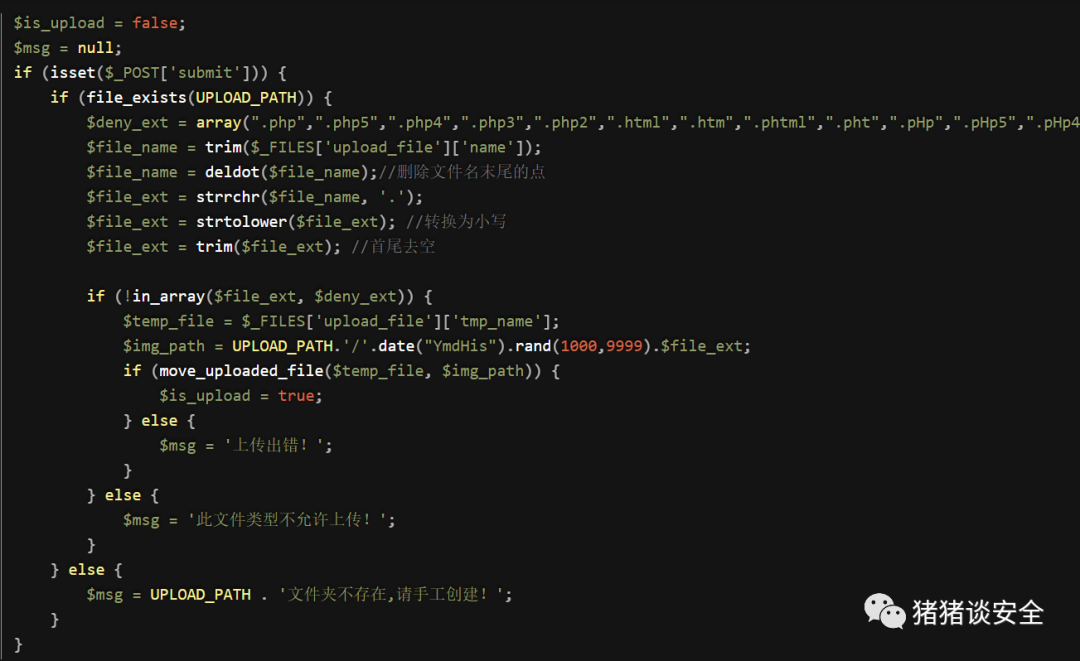 $is_upload = false;
$msg = null;
if (isset($_POST['submit'])) {
    if (file_exists(UPLOAD_PATH)) {
        $deny_ext = array(".php",".php5",".php4",".php3",".php2",".html",".htm",".phtml",".pht",".pHp",".pHp5",".pHp4
        $file_name = trim($_FILES['upload_file']['name']);
        $file_name = deldot($file_name);//删除文件名末尾的点
        $file_ext = strrchr($file_name, '.');
        $file_ext = strtolower($file_ext); //转换为小写
        $file_ext = trim($file_ext); //首尾去空
        if (!in_array($file_ext, $deny_ext)) {
            $temp_file = $_FILES['upload_file']['tmp_name'];
            $img_path = UPLOAD_PATH.'/'.date("YmdHis").rand(1000,9999).$file_ext;
            if (move_uploaded_file($temp_file, $img_path)) {
                $is_upload = true;
            } else {
                $msg = '上传出错！';
            }
        } else {
            $msg = '此文件类型不允许上传！';
        }
    } else {
        $msg = UPLOAD_PATH . '文件夹不存在,请手工创建！';
    }
}
猪猪谈安全